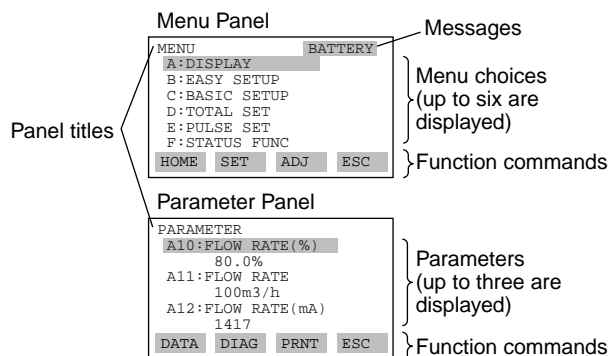 Menu Panel
Messages
MENU BATTERY
A:DISPLAY
B:EASY SETUP
C:BASIC SETUP
D:TOTAL SET
E:PULSE SET
F:STATUS FUNC
HOME SET ADJ ESC
Menu choices
(up to six are
displayed)
Function commands
Panel titles
Parameter Panel
PARAMETER
A10:FLOW RATE(%)
80.0%
A11:FLOW RATE
100m3/h
A12:FLOW RATE(mA)
1417
DATA DIAG PRNT ESC
Parameters
(up to three are
displayed)
Function commands